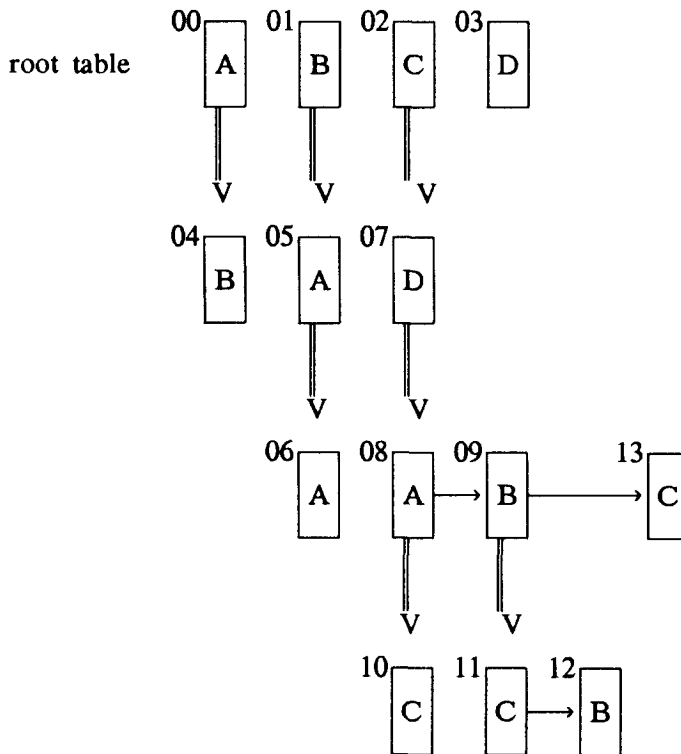 00 01 02 03
root table A B C D
V V V
04 05 07
B A D
V V
06 08 09 13
A A B C
V V
10 11 12
C C B